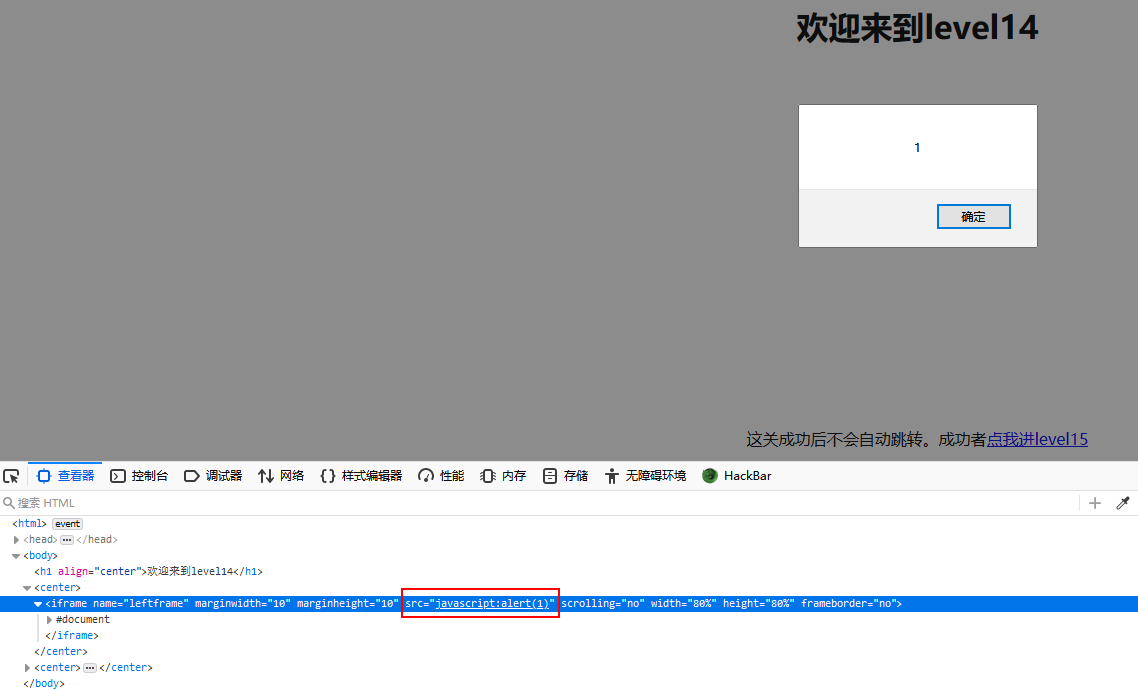 欢迎来到level14
1
确定
这关成功后不会自动跳转。成功者点我进level15
查看器 控制台 调试器 网络 样式编辑器 性能 内存 存储 无障碍环境 HackBar
搜索 HTML
<html> event
<head> ••• </head>
<body>
<h1 align="center">欢迎来到level14</h1>
<center>
<iframe name="leftframe" marginwidth="10" marginheight="10" src="javascript:alert(1)" scrolling="no" width="80%" height="80%" frameborder="no">
#document
</iframe>
</center>
<center> ••• </center>
</body>